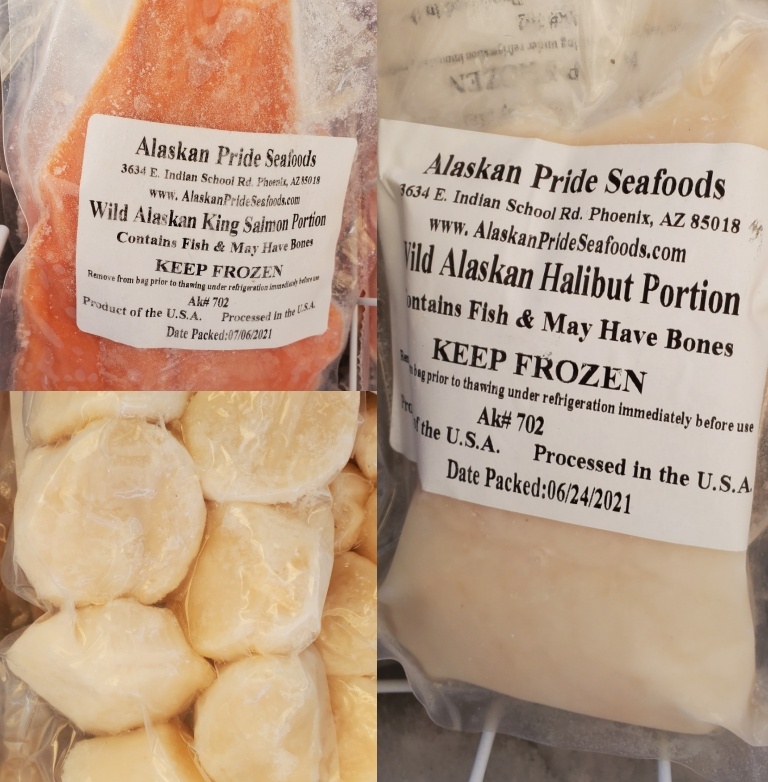 Alaskan Pride Seafoods
3634 E. Indian School Rd. Phoenix, AZ 85018
www. AlaskanPrideSeafoods.com
Wild Alaskan King Salmon Portion
Contains Fish & May Have Bones
KEEP FROZEN
Remove from bag prior to thawing under refrigeration immediately before use
Ak# 702
Product of the U.S.A. Processed in the U.S.A.
Date Packed:07/06/2021
Alaskan Pride Seafoods
3634 E. Indian School Rd. Phoenix, AZ 85018
www. AlaskanPrideSeafoods.com
Wild Alaskan Halibut Portion
ontains Fish & May Have Bones
KEEP FROZEN
bag prior to thawing under refrigeration immediately before use
Ak# 702
of the U.S.A. Processed in the U.S.A.
Date Packed:06/24/2021